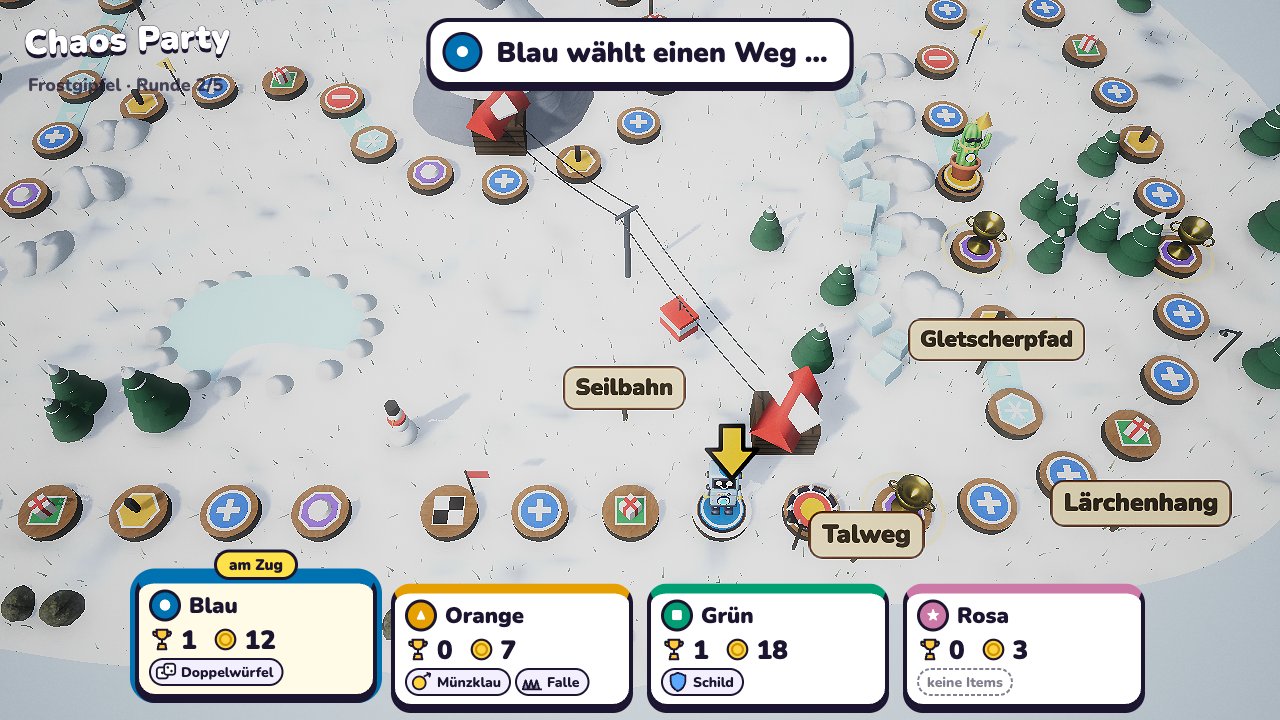 Chaos Party
Frostgipfel · Runde 2/5
Blau wählt einen Weg ...
Gletscherpfad
Seilbahn
Lärchenhang
Talweg
am Zug
Blau
1 12
Doppelwürfel
Orange
0 7
Münzklau Falle
Grün
1 18
Schild
Rosa
0 3
keine Items